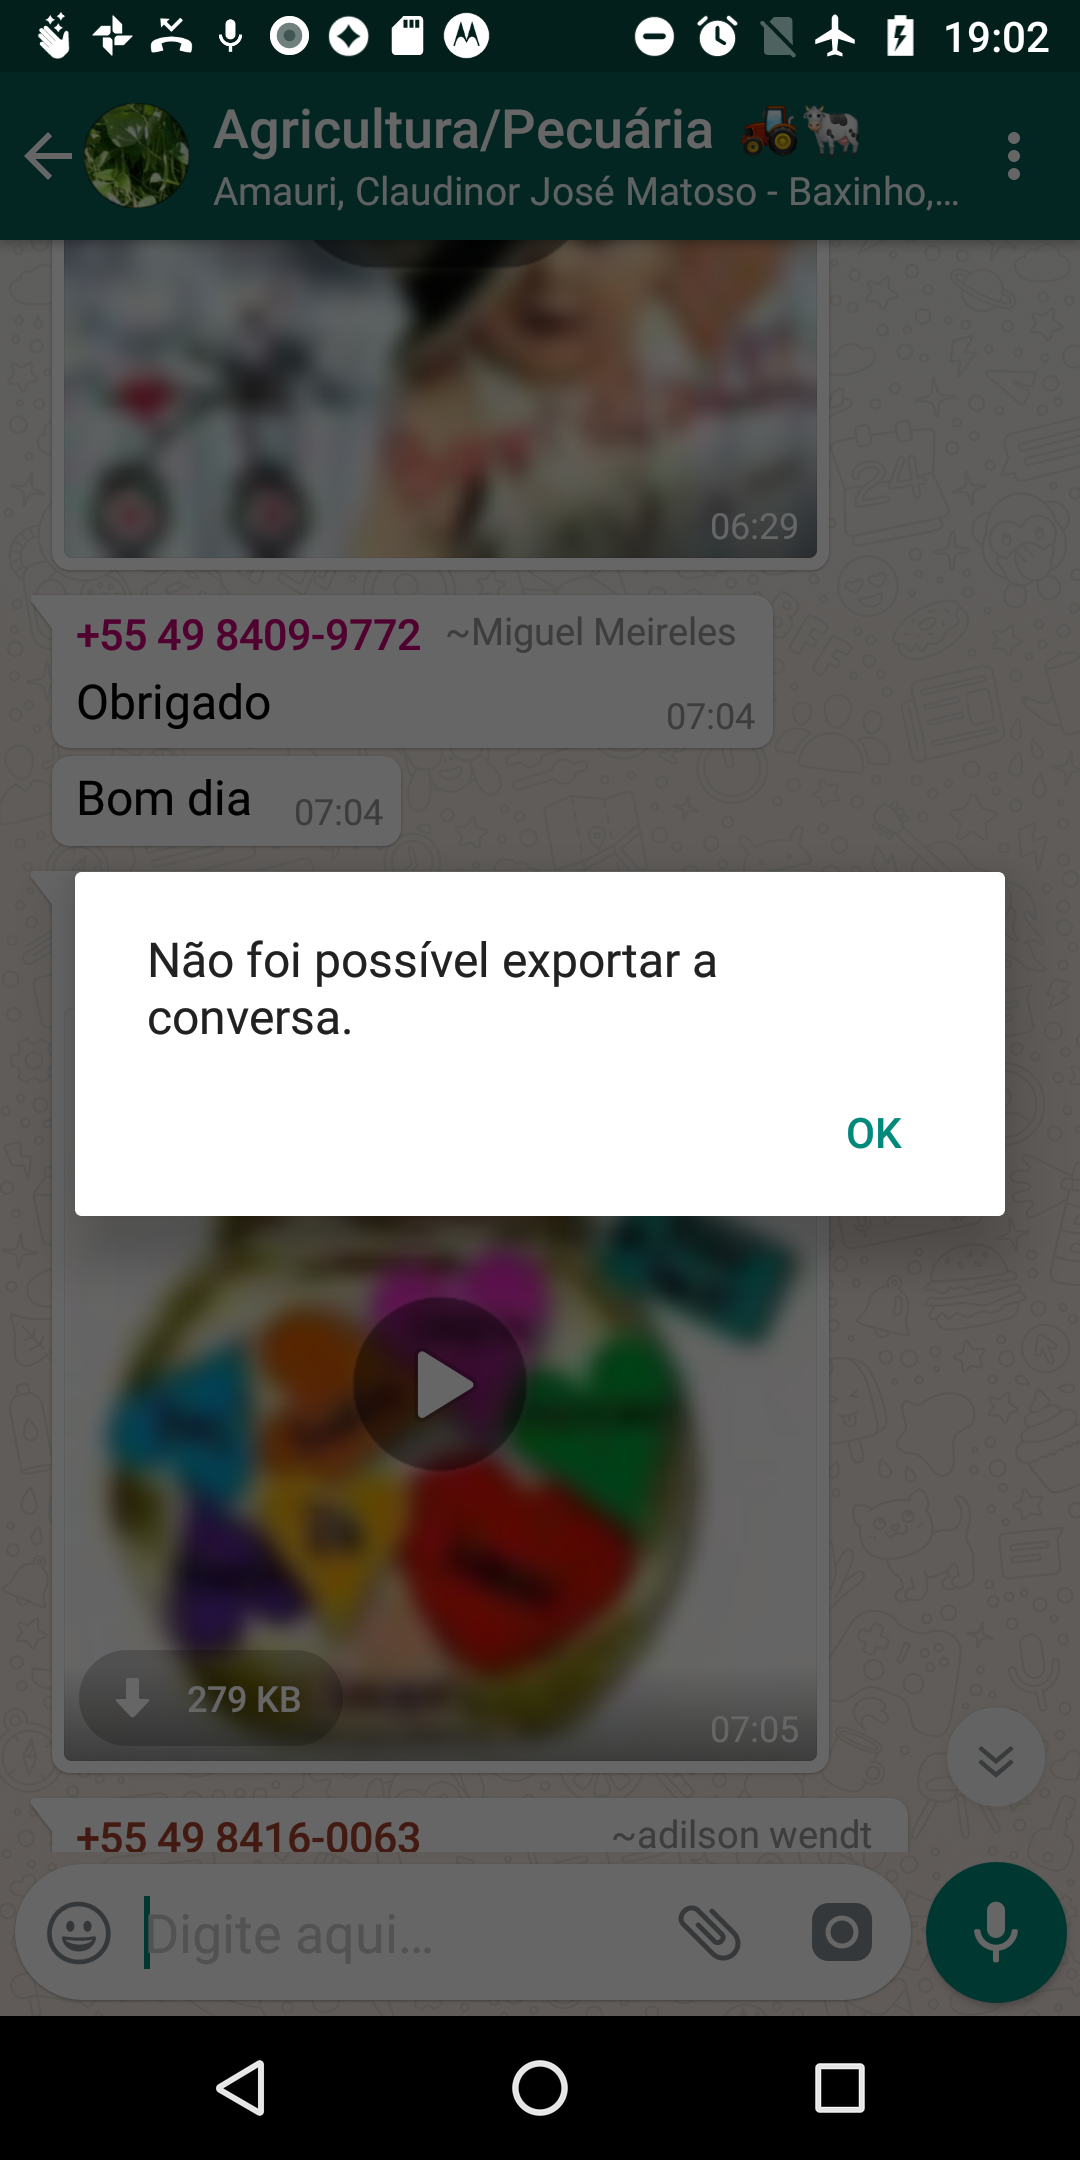 19:02
Agricultura/Pecuária 🚜🐄
Amauri, Claudinor José Matoso - Baxinho,...
06:29
+55 49 8409-9772 ~Miguel Meireles
Obrigado
07:04
Bom dia 07:04
Não foi possível exportar a
conversa.
OK
279 KB
07:05
+55 49 8416-0063 ~adilson wendt
Digite aqui...